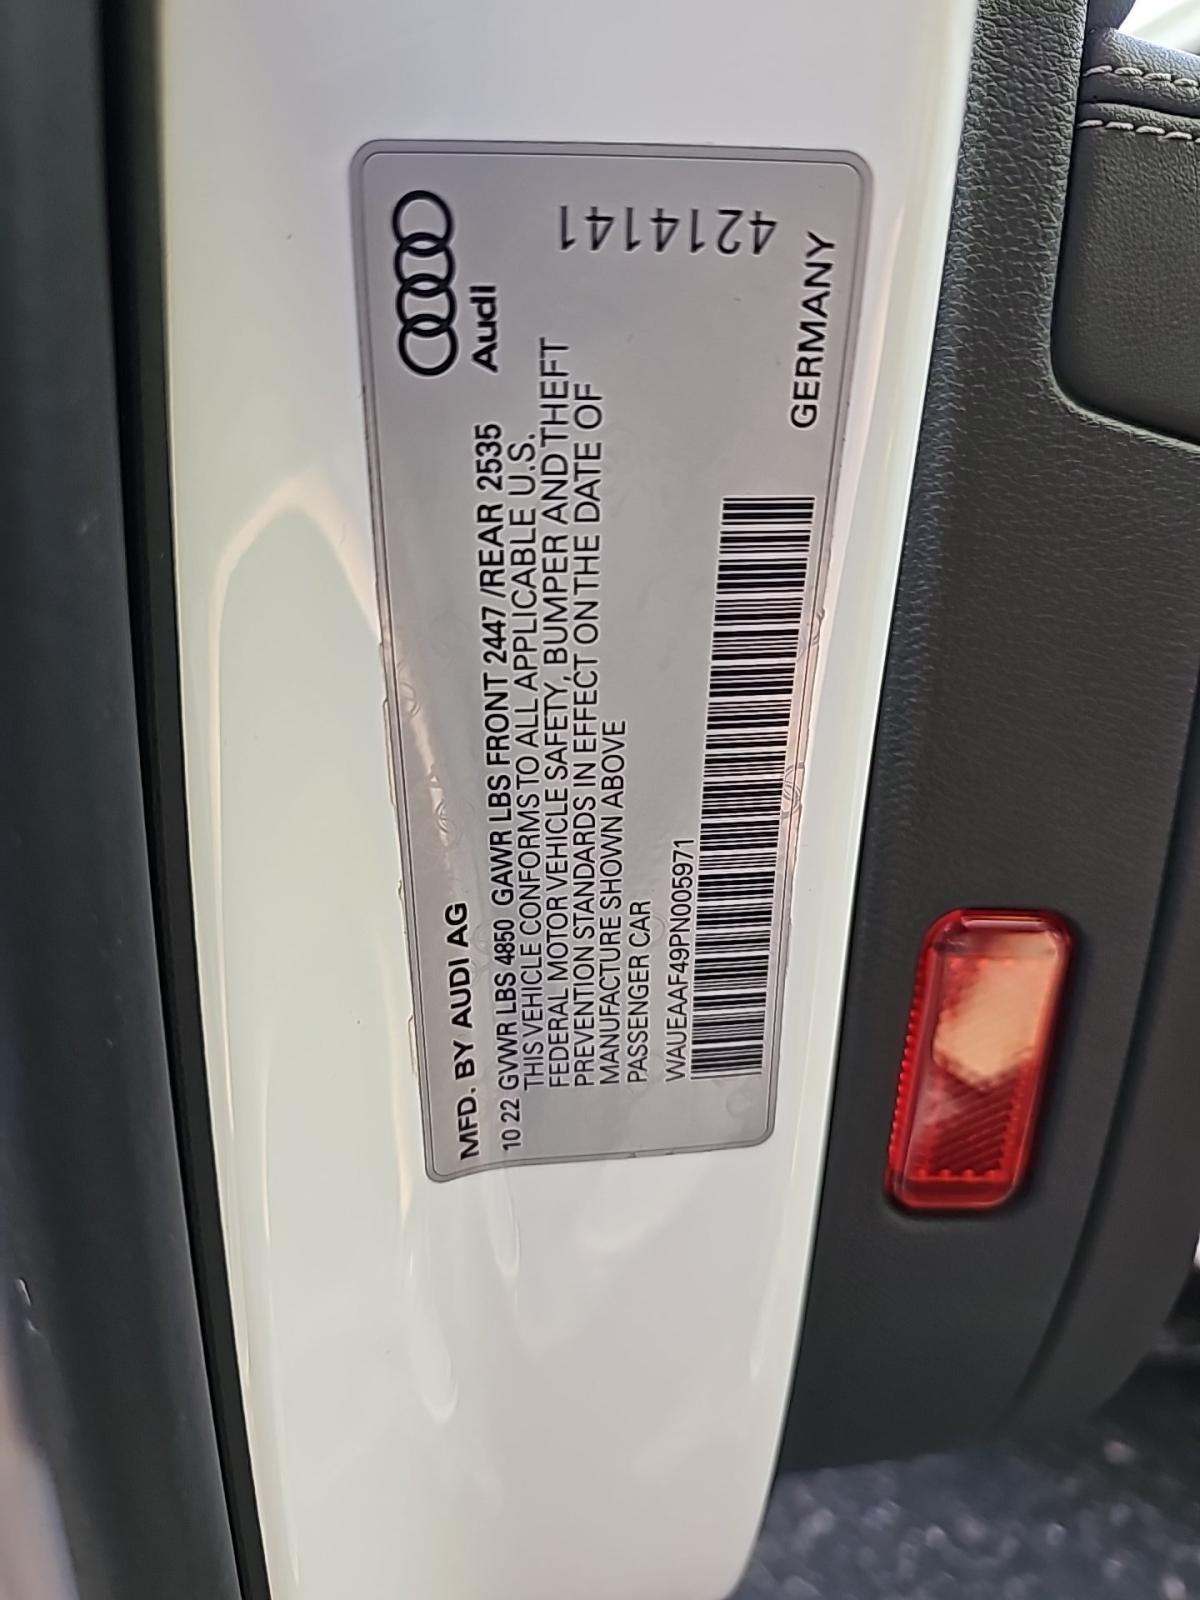 Audi
MFD. BY AUDI AG
10 22 GVWR LBS 4850 GAWR LBS FRONT 2447 /REAR 2535
THIS VEHICLE CONFORMS TO ALL APPLICABLE U.S.
FEDERAL MOTOR VEHICLE SAFETY, BUMPER AND THEFT
PREVENTION STANDARDS IN EFFECT ON THE DATE OF
MANUFACTURE SHOWN ABOVE
PASSENGER CAR
WAUEAAF49PN005971
4214141
GERMANY